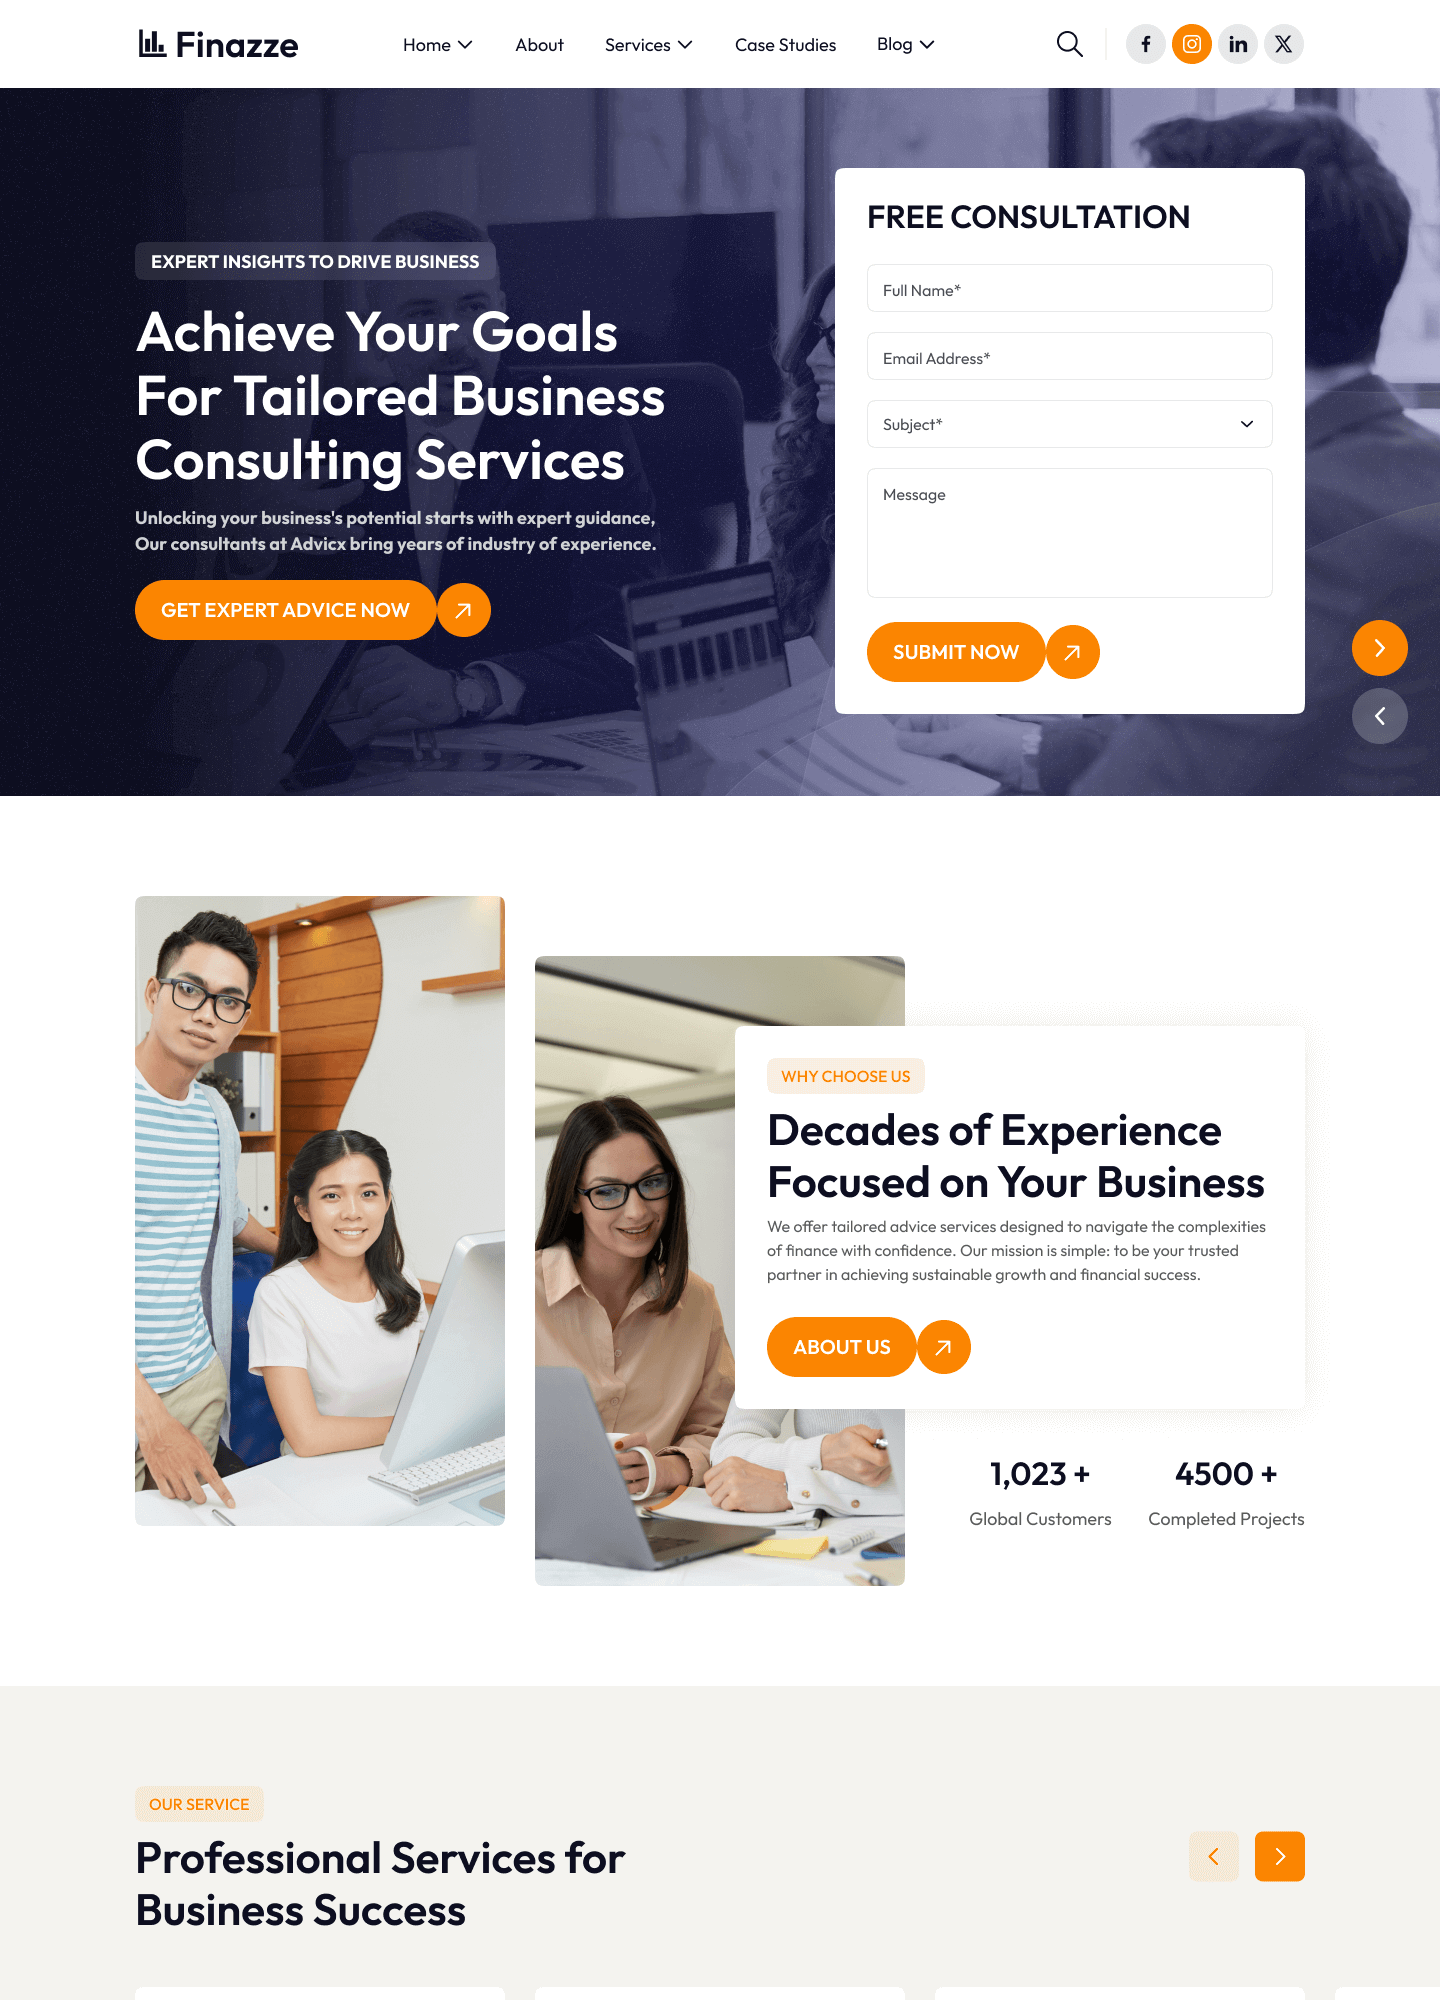 Finazze
Home
About
Services
Case Studies
Blog
EXPERT INSIGHTS TO DRIVE BUSINESS
Achieve Your Goals
For Tailored Business
Consulting Services
Unlocking your business's potential starts with expert guidance,
Our consultants at Advicx bring years of industry of experience.
GET EXPERT ADVICE NOW
FREE CONSULTATION
Full Name*
Email Address*
Subject*
Message
SUBMIT NOW
WHY CHOOSE US
Decades of Experience
Focused on Your Business
We offer tailored advice services designed to navigate the complexities
of finance with confidence. Our mission is simple: to be your trusted
partner in achieving sustainable growth and financial success.
ABOUT US
1,023 +
Global Customers
4500 +
Completed Projects
OUR SERVICE
Professional Services for
Business Success